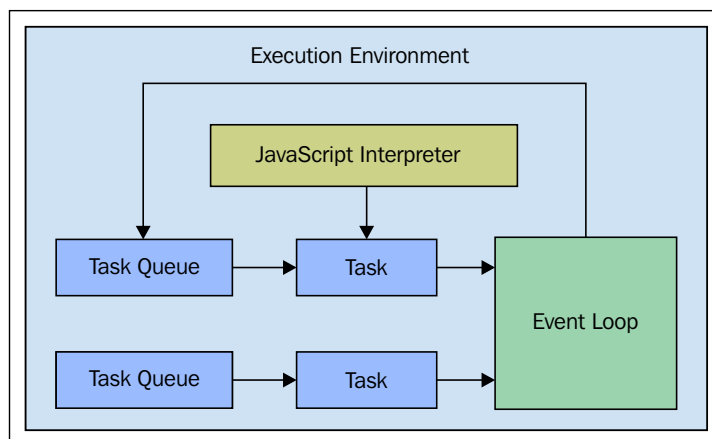 Execution Environment
JavaScript Interpreter
Task Queue
Task
Event Loop
Task Queue
Task